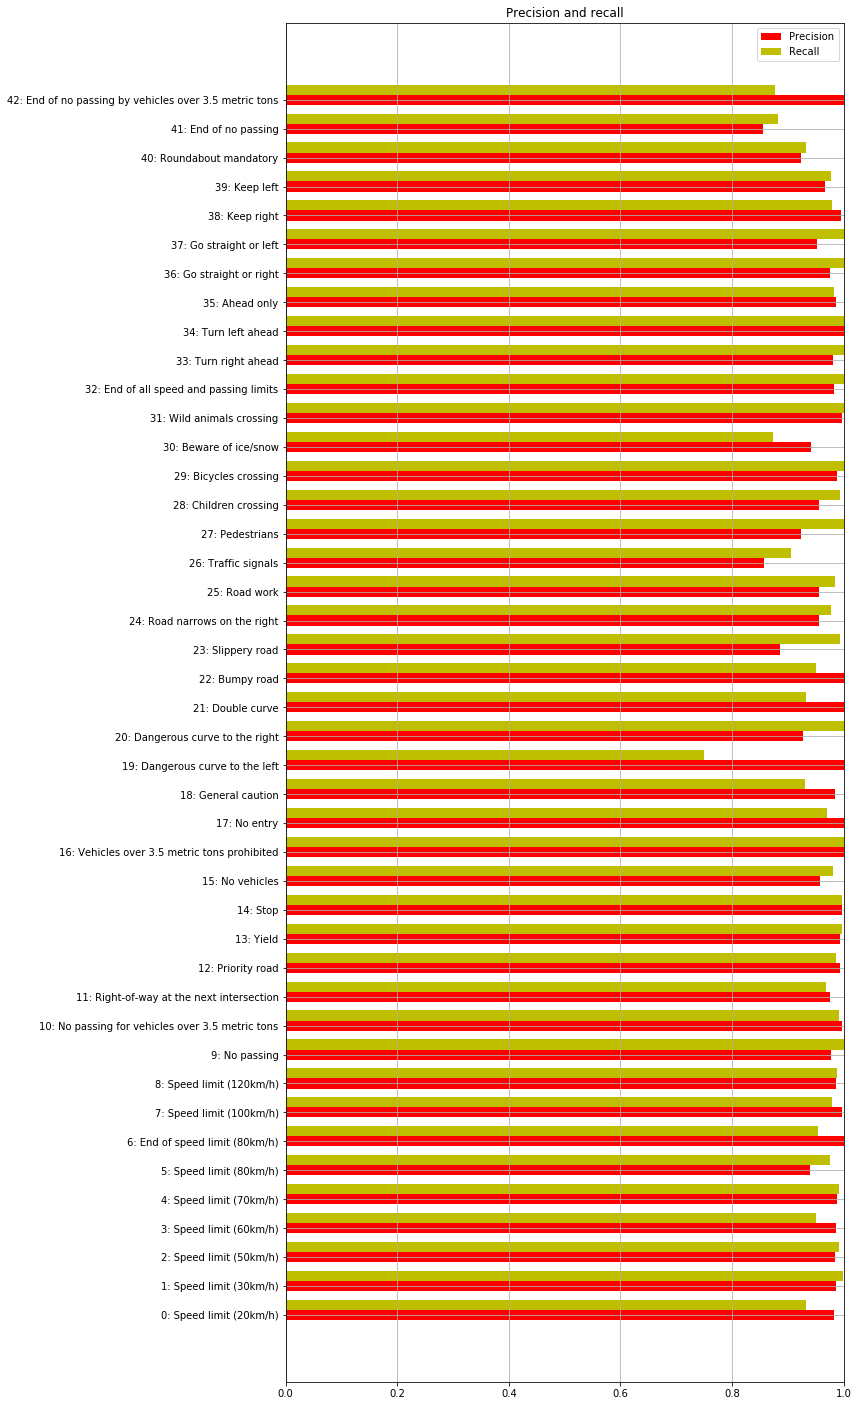 Precision and recall
Precision
Recall
42: End of no passing by vehicles over 3.5 metric tons
41: End of no passing
40: Roundabout mandatory
39: Keep left
38: Keep right
37: Go straight or left
36: Go straight or right
35: Ahead only
34: Turn left ahead
33: Turn right ahead
32: End of all speed and passing limits
31: Wild animals crossing
30: Beware of ice/snow
29: Bicycles crossing
28: Children crossing
27: Pedestrians
26: Traffic signals
25: Road work
24: Road narrows on the right
23: Slippery road
22: Bumpy road
21: Double curve
20: Dangerous curve to the right
19: Dangerous curve to the left
18: General caution
17: No entry
16: Vehicles over 3.5 metric tons prohibited
15: No vehicles
14: Stop
13: Yield
12: Priority road
11: Right-of-way at the next intersection
10: No passing for vehicles over 3.5 metric tons
9: No passing
8: Speed limit (120km/h)
7: Speed limit (100km/h)
6: End of speed limit (80km/h)
5: Speed limit (80km/h)
4: Speed limit (70km/h)
3: Speed limit (60km/h)
2: Speed limit (50km/h)
1: Speed limit (30km/h)
0: Speed limit (20km/h)
0.0 0.2 0.4 0.6 0.8 1.0